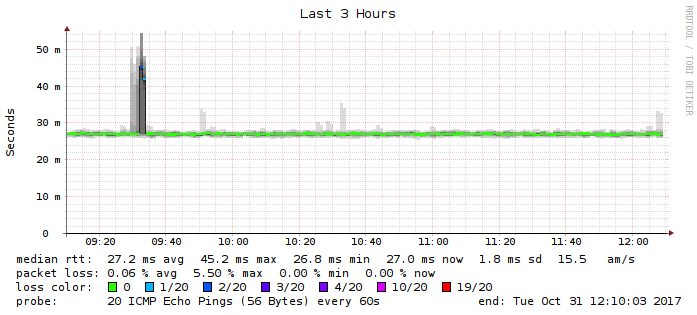 Last 3 Hours
RRDTOOL / TOBI OETIKER
Seconds
50 m
40 m
30 m
20 m
10 m
0
09:20 09:40 10:00 10:20 10:40 11:00 11:20 11:40 12:00
median rtt: 27.2 ms avg 45.2 ms max 26.8 ms min 27.0 ms now 1.8 ms sd 15.5 am/s
packet loss: 0.06 % avg 5.50 % max 0.00 % min 0.00 % now
loss color: 0 1/20 2/20 3/20 4/20 10/20 19/20
probe: 20 ICMP Echo Pings (56 Bytes) every 60s end: Tue Oct 31 12:10:03 2017